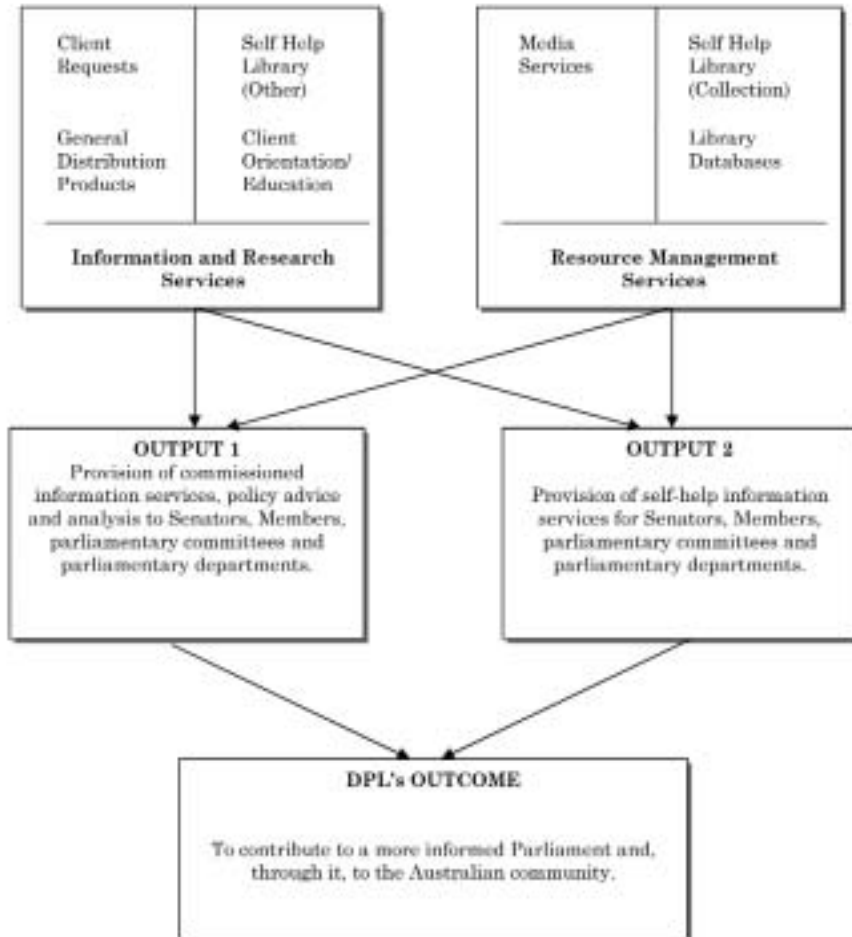 Client
Requests
Self Help
Library
(Other)
General
Distribution
Products
Client
Orientation/
Education
Information and Research
Services
Media
Services
Self Help
Library
(Collection)
Library
Databases
Resource Management
Services
OUTPUT 1
Provision of commissioned
information services, policy advice
and analysis to Senators, Members,
parliamentary committees and
parliamentary departments.
OUTPUT 2
Provision of self-help information
services for Senators, Members,
parliamentary committees and
parliamentary departments.
DPL's OUTCOME
To contribute to a more informed Parliament and,
through it, to the Australian community.